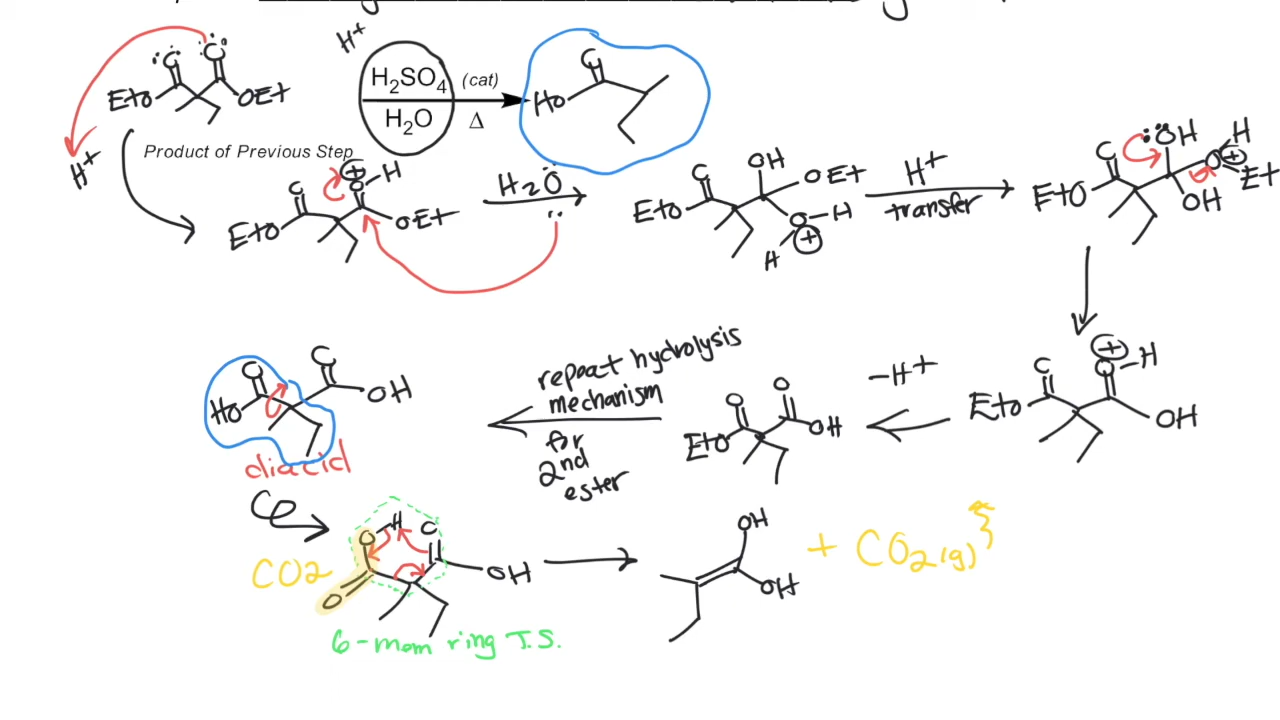 H+
H₂SO₄ (cat)
H₂O Δ
EtO OEt
HO
Product of Previous Step
H+
EtO O-H OEt
H₂Ö
EtO OH OEt O-H H
H+
transfer
EtO ÖH O H Et OH
HO OH
diacid
repeat hydrolysis
mechanism
for
2nd
ester
EtO O O OH
-H+
EtO O-H OH
CO2
O H OH O
6-mem ring T.S.
OH
OH
+ CO₂(g)